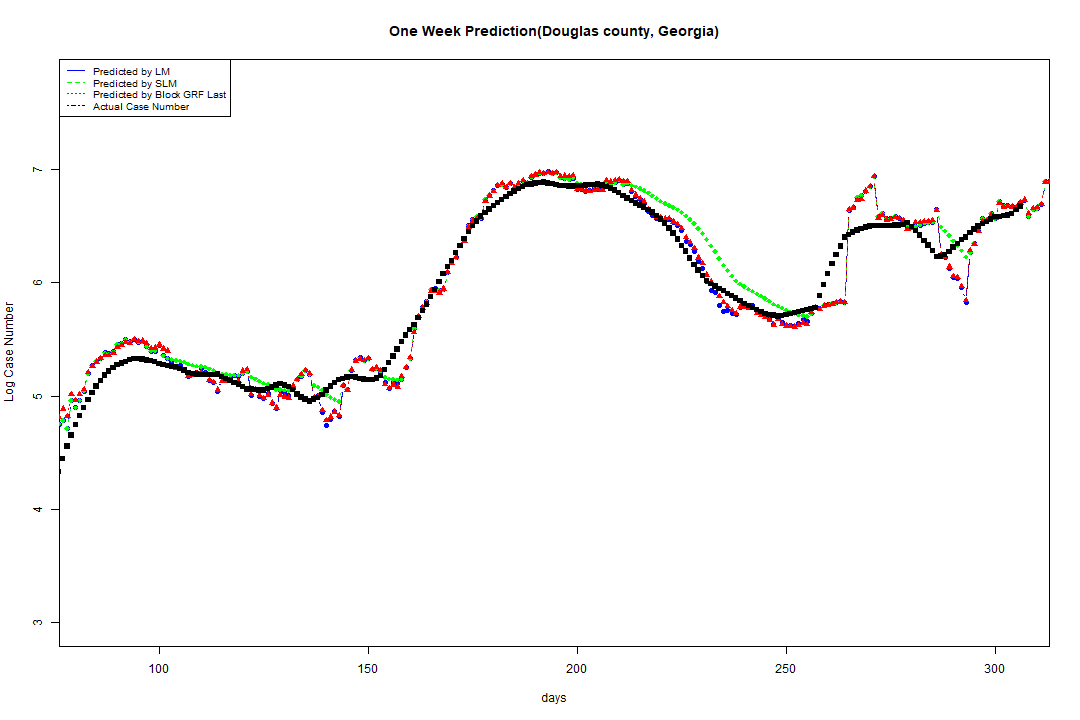 One Week Prediction(Douglas county, Georgia)
Predicted by LM
Predicted by SLM
Predicted by Block GRF Last
Actual Case Number
7
6
5
4
3
Log Case Number
100 150 200 250 300
days